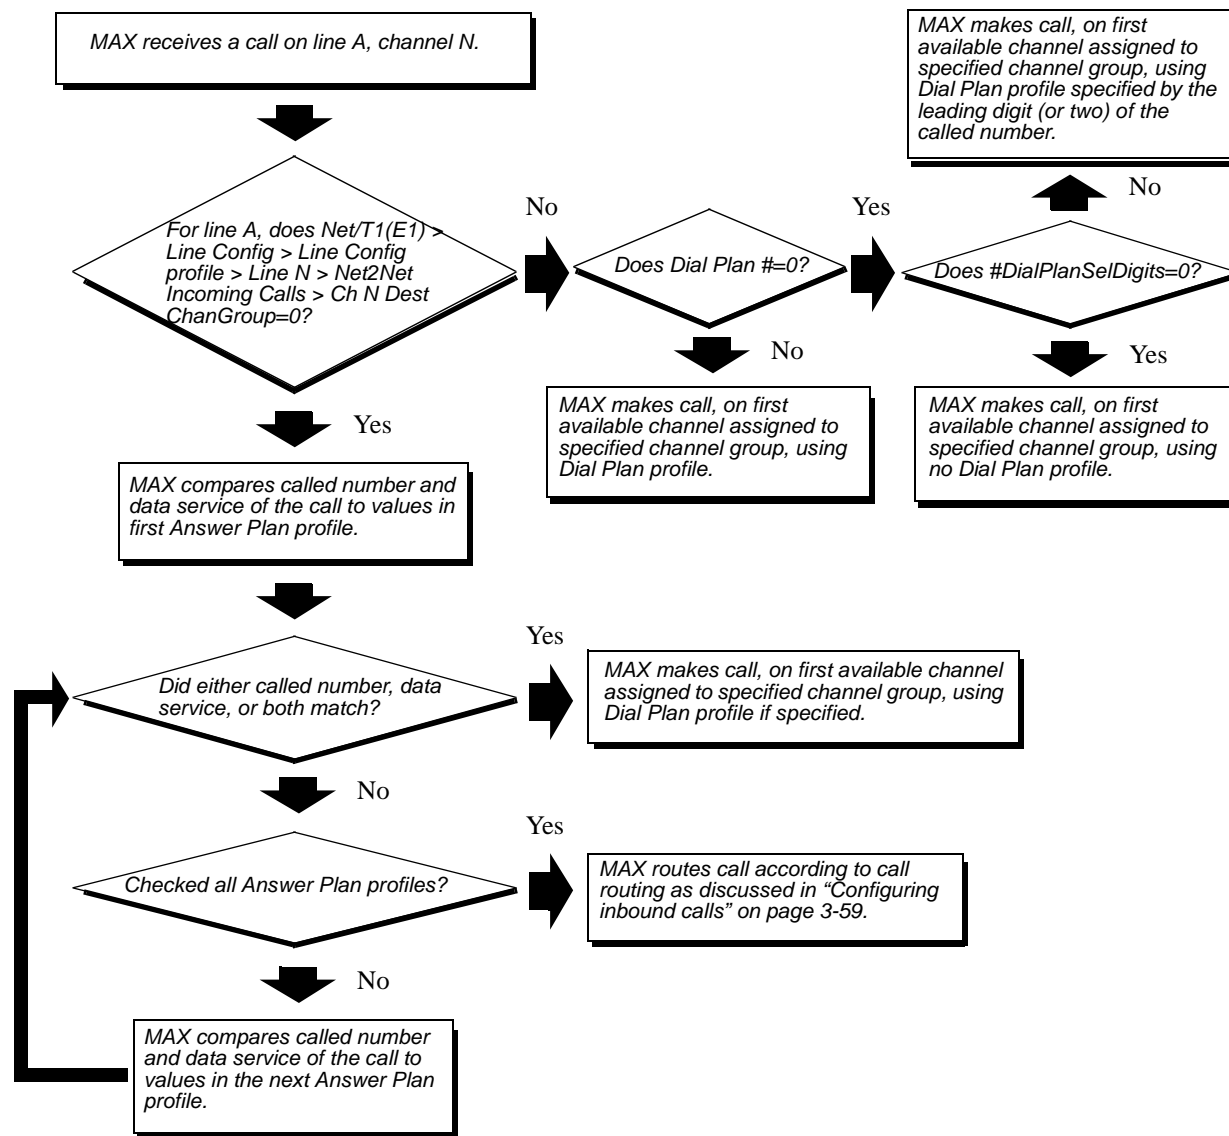 MAX receives a call on line A, channel N.
MAX makes call, on first
available channel assigned to
specified channel group, using
Dial Plan profile specified by the
leading digit (or two) of the
called number.
No
For line A, does Net/T1(E1) >
Line Config > Line Config
profile > Line N > Net2Net
Incoming Calls > Ch N Dest
ChanGroup=0?
No
Does Dial Plan #=0?
Yes
Does #DialPlanSelDigits=0?
No
Yes
MAX makes call, on first
available channel assigned to
specified channel group, using
Dial Plan profile.
MAX makes call, on first
available channel assigned to
specified channel group, using
no Dial Plan profile.
Yes
MAX compares called number and
data service of the call to values in
first Answer Plan profile.
Did either called number, data
service, or both match?
Yes
MAX makes call, on first available channel
assigned to specified channel group, using
Dial Plan profile if specified.
No
Checked all Answer Plan profiles?
Yes
MAX routes call according to call
routing as discussed in “Configuring
inbound calls” on page 3-59.
No
MAX compares called number
and data service of the call to
values in the next Answer Plan
profile.